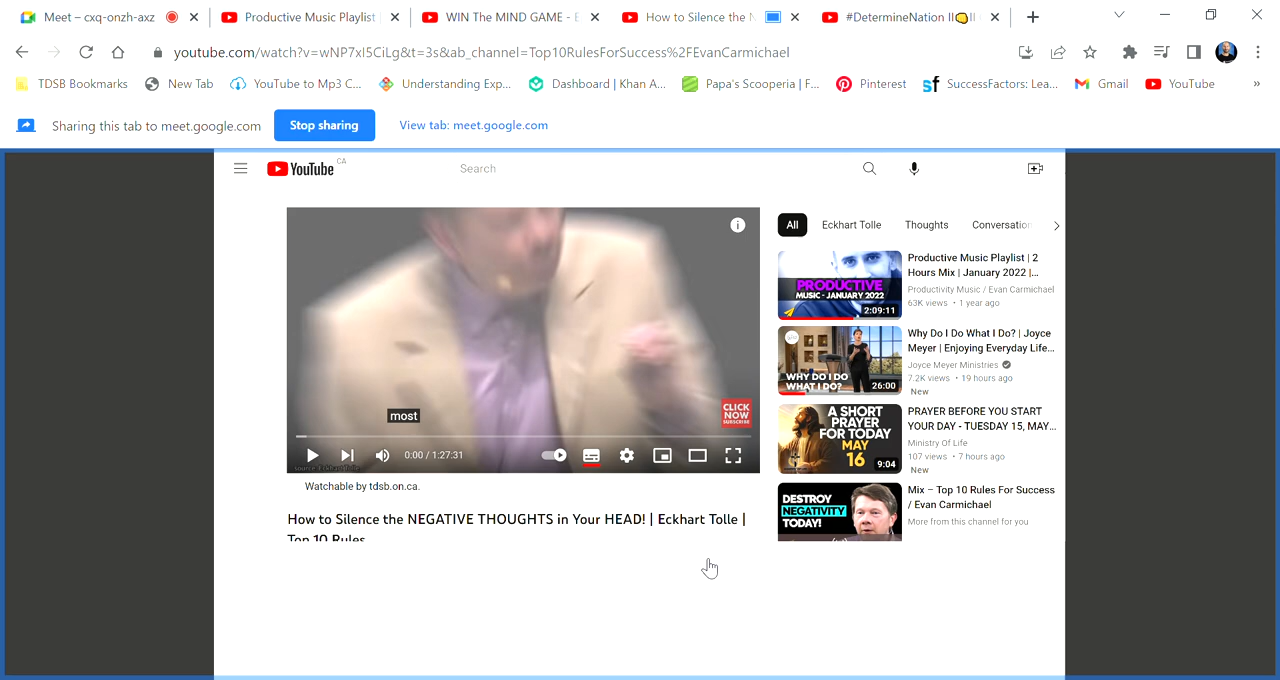 Meet – cxq-onzh-axz
Productive Music Playlist
WIN The MIND GAME - E
How to Silence the N
#DetermineNation II
youtube.com/watch?v=wNP7xI5CiLg&t=3s&ab_channel=Top10RulesForSuccess%2FEvanCarmichael
TDSB Bookmarks
New Tab
YouTube to Mp3 C...
Understanding Exp...
Dashboard | Khan A...
Papa's Scooperia | F...
Pinterest
SuccessFactors: Lea...
Gmail
YouTube
»
Sharing this tab to meet.google.com
Stop sharing
View tab: meet.google.com
YouTube CA
Search
All
Eckhart Tolle
Thoughts
Conversation
most
CLICK
NOW
SUBSCRIBE
0:00 / 1:27:31
source: Eckhart Tolle
Watchable by tdsb.on.ca.
How to Silence the NEGATIVE THOUGHTS in Your HEAD! | Eckhart Tolle |
Top 10 Rules
PRODUCTIVE
MUSIC - JANUARY 2022
2:09:11
Productive Music Playlist | 2
Hours Mix | January 2022 |...
Productivity Music / Evan Carmichael
63K views • 1 year ago
WHY DO I DO
WHAT I DO?
26:00
Why Do I Do What I Do? | Joyce
Meyer | Enjoying Everyday Life...
Joyce Meyer Ministries
7.2K views • 19 hours ago
New
A SHORT
PRAYER
FOR TODAY
MAY
16
9:04
PRAYER BEFORE YOU START
YOUR DAY - TUESDAY 15, MAY...
Ministry Of Life
107 views • 7 hours ago
New
DESTROY
NEGATIVITY
TODAY!
Mix – Top 10 Rules For Success
/ Evan Carmichael
More from this channel for you